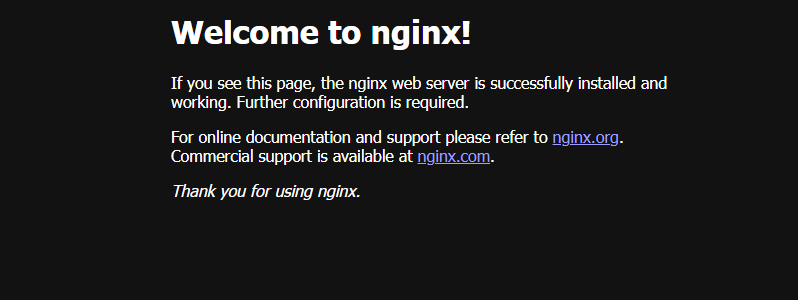 Welcome to nginx!
If you see this page, the nginx web server is successfully installed and
working. Further configuration is required.
For online documentation and support please refer to nginx.org.
Commercial support is available at nginx.com.
Thank you for using nginx.